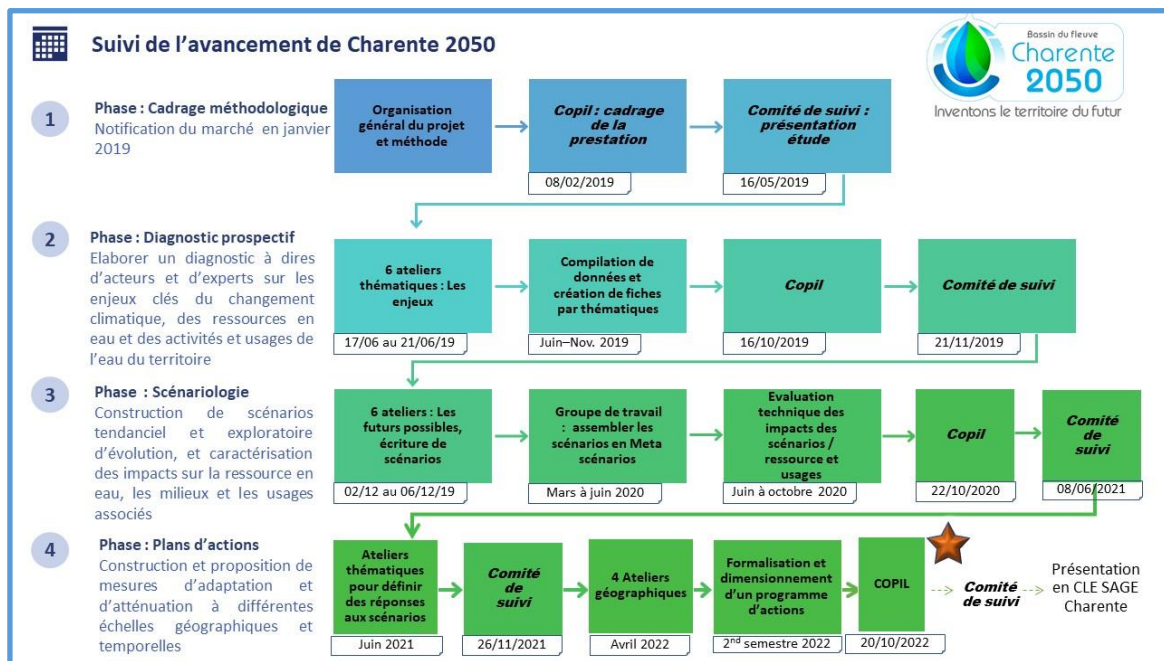 Suivi de l'avancement de Charente 2050
Bassin du fleuve
Charente
2050
Inventons le territoire du futur
1
Phase : Cadrage méthodologique
Notification du marché en janvier
2019
Organisation
général du projet
et méthode
Copil : cadrage
de la
prestation
08/02/2019
Comité de suivi :
présentation
étude
16/05/2019
2
Phase : Diagnostic prospectif
Elaborer un diagnostic à dires
d'acteurs et d'experts sur les
enjeux clés du changement
climatique, des ressources en
eau et des activités et usages de
l'eau du territoire
6 ateliers
thématiques : Les
enjeux
17/06 au 21/06/19
Compilation de
données et
création de fiches
par thématiques
Juin–Nov. 2019
Copil
16/10/2019
Comité de suivi
21/11/2019
3
Phase : Scénariologie
Construction de scénarios
tendanciel et exploratoire
d'évolution, et caractérisation
des impacts sur la ressource en
eau, les milieux et les usages
associés
6 ateliers : Les
futurs possibles,
écriture de
scénarios
02/12 au 06/12/19
Groupe de travail
: assembler les
scénarios en Meta
scénarios
Mars à juin 2020
Evaluation
technique des
impacts des
scénarios /
ressource et
usages
Juin à octobre 2020
Copil
22/10/2020
Comité
de
suivi
08/06/2021
4
Phase : Plans d'actions
Construction et proposition de
mesures d'adaptation et
d'atténuation à différentes
échelles géographiques et
temporelles
Ateliers
thématiques
pour définir
des réponses
aux scénarios
Juin 2021
Comité
de
suivi
26/11/2021
4 Ateliers
géographiques
Avril 2022
Formalisation et
dimensionnement
d'un programme
d'actions
2nd semestre 2022
COPIL
20/10/2022
Comité
de suivi
Présentation
en CLE SAGE
Charente